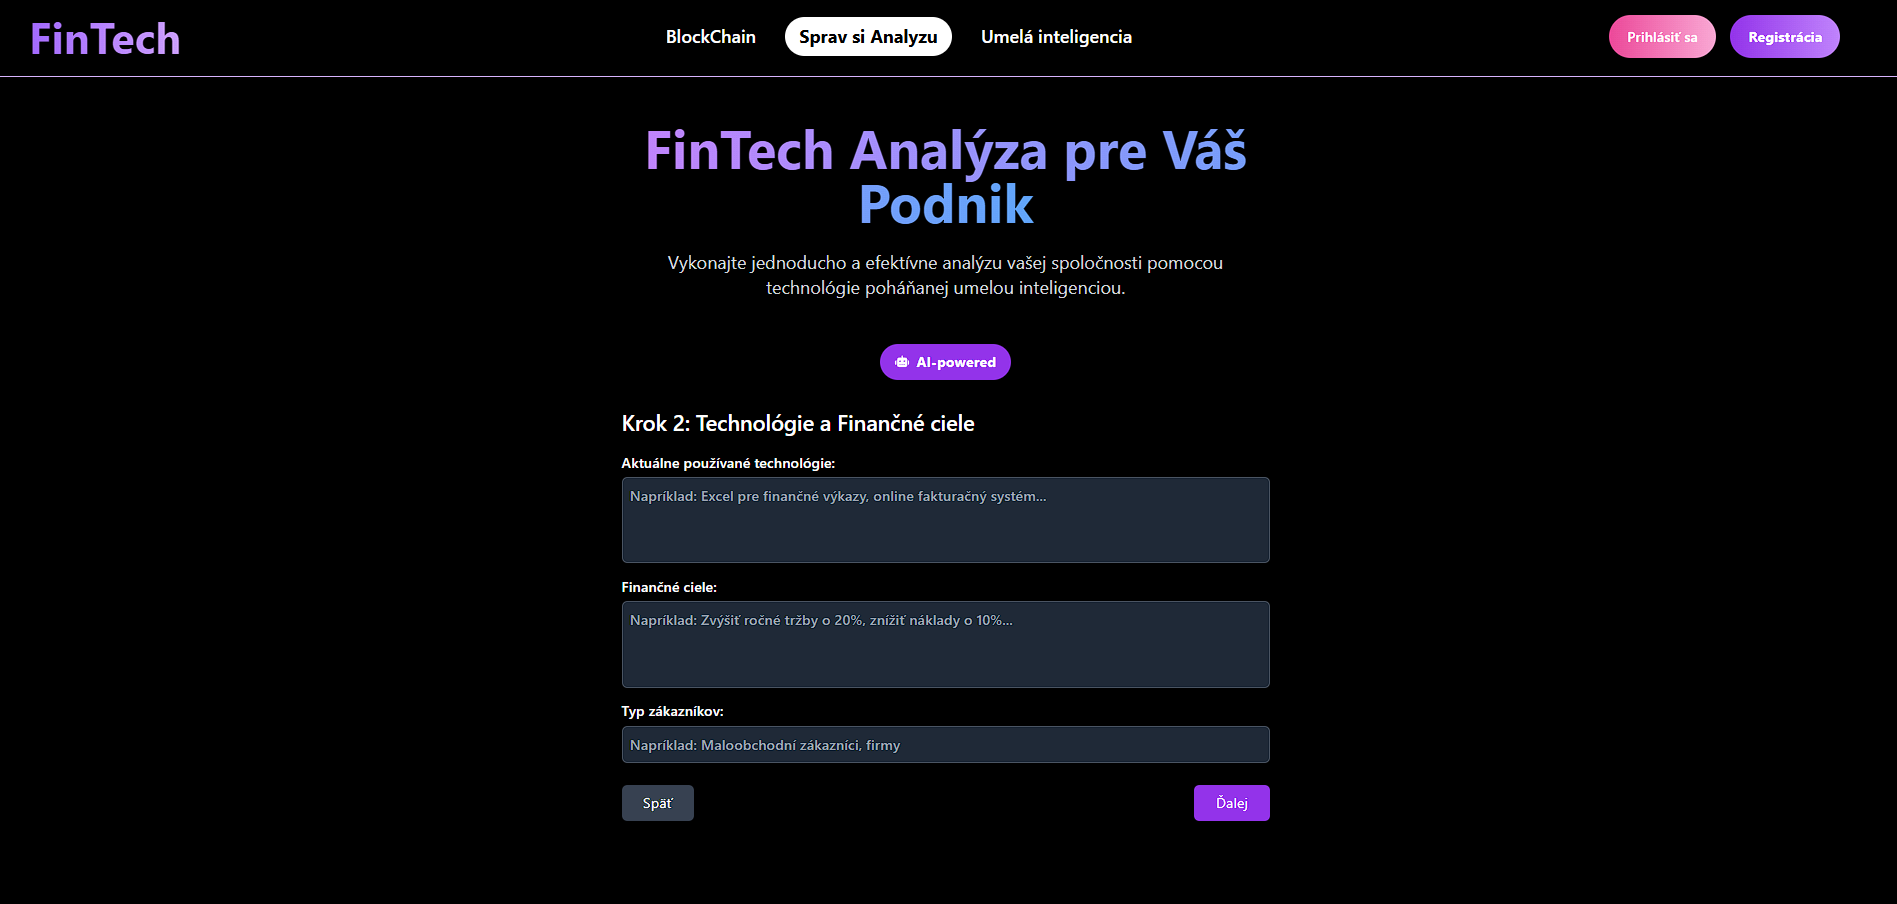 FinTech
BlockChain
Sprav si Analyzu
Umelá inteligencia
Prihlásiť sa
Registrácia
FinTech Analýza pre Váš
Podnik
Vykonajte jednoducho a efektívne analýzu vašej spoločnosti pomocou
technológie poháňanej umelou inteligenciou.
AI-powered
Krok 2: Technológie a Finančné ciele
Aktuálne používané technológie:
Napríklad: Excel pre finančné výkazy, online fakturačný systém...
Finančné ciele:
Napríklad: Zvýšiť ročné tržby o 20%, znížiť náklady o 10%...
Typ zákazníkov:
Napríklad: Maloobchodní zákazníci, firmy
Späť
Ďalej